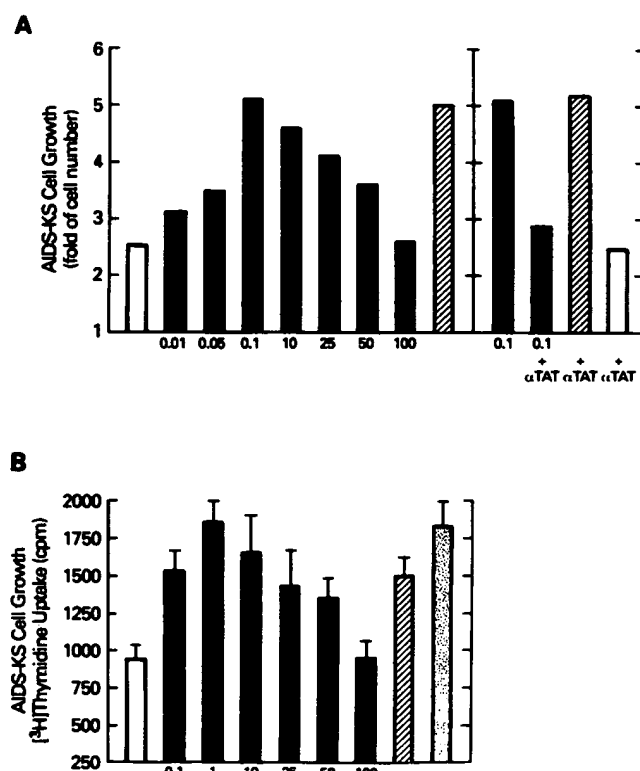 A
AIDS-KS Cell Growth
(fold of cell number)
6
5
4
3
2
1
0.01 0.05 0.1 10 25 50 100 0.1 0.1
+ + +
αTAT αTAT αTAT
B
AIDS-KS Cell Growth
[³H]Thymidine Uptake (cpm)
2000
1750
1500
1250
1000
750
500
250
0.1 1 10 25 50 100